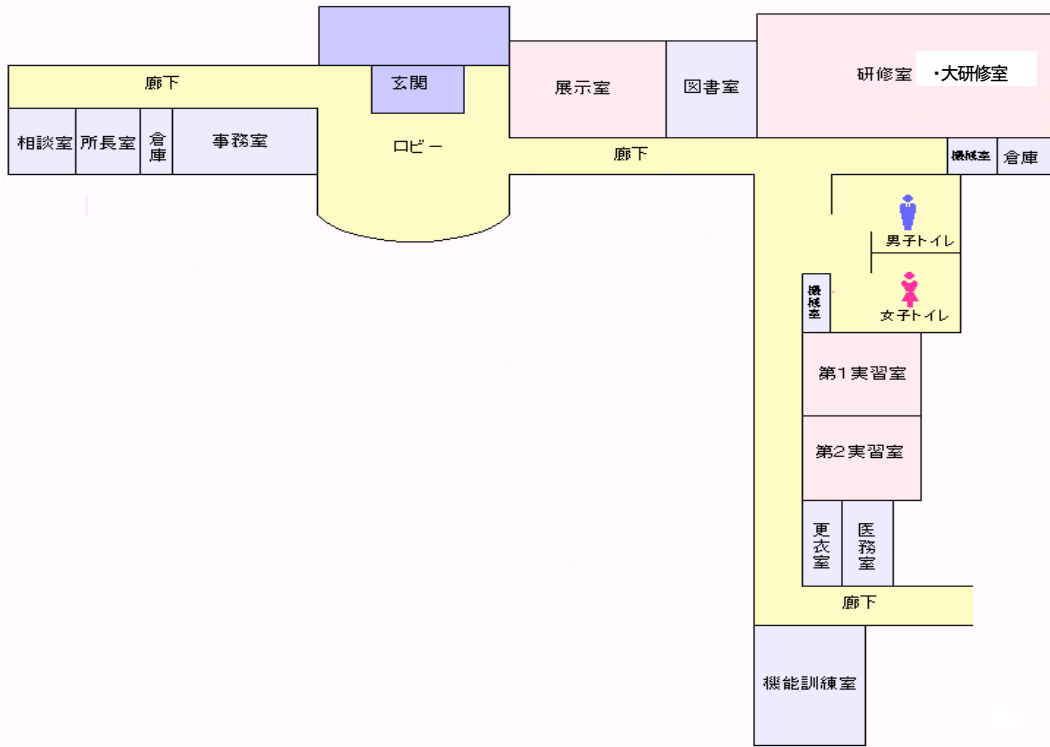 研修室 ・大研修室
廊下
玄関
展示室
図書室
相談室
所長室
倉庫
事務室
ロビー
廊下
機械室
倉庫
男子トイレ
機械室
女子トイレ
第1実習室
第2実習室
更衣室
医務室
廊下
機能訓練室